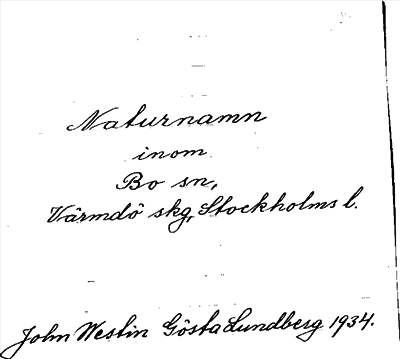 Naturnamn
inom
Bo sn,
Värmdö skg, Stockholms l.
John Westin Gösta Lundberg 1934.